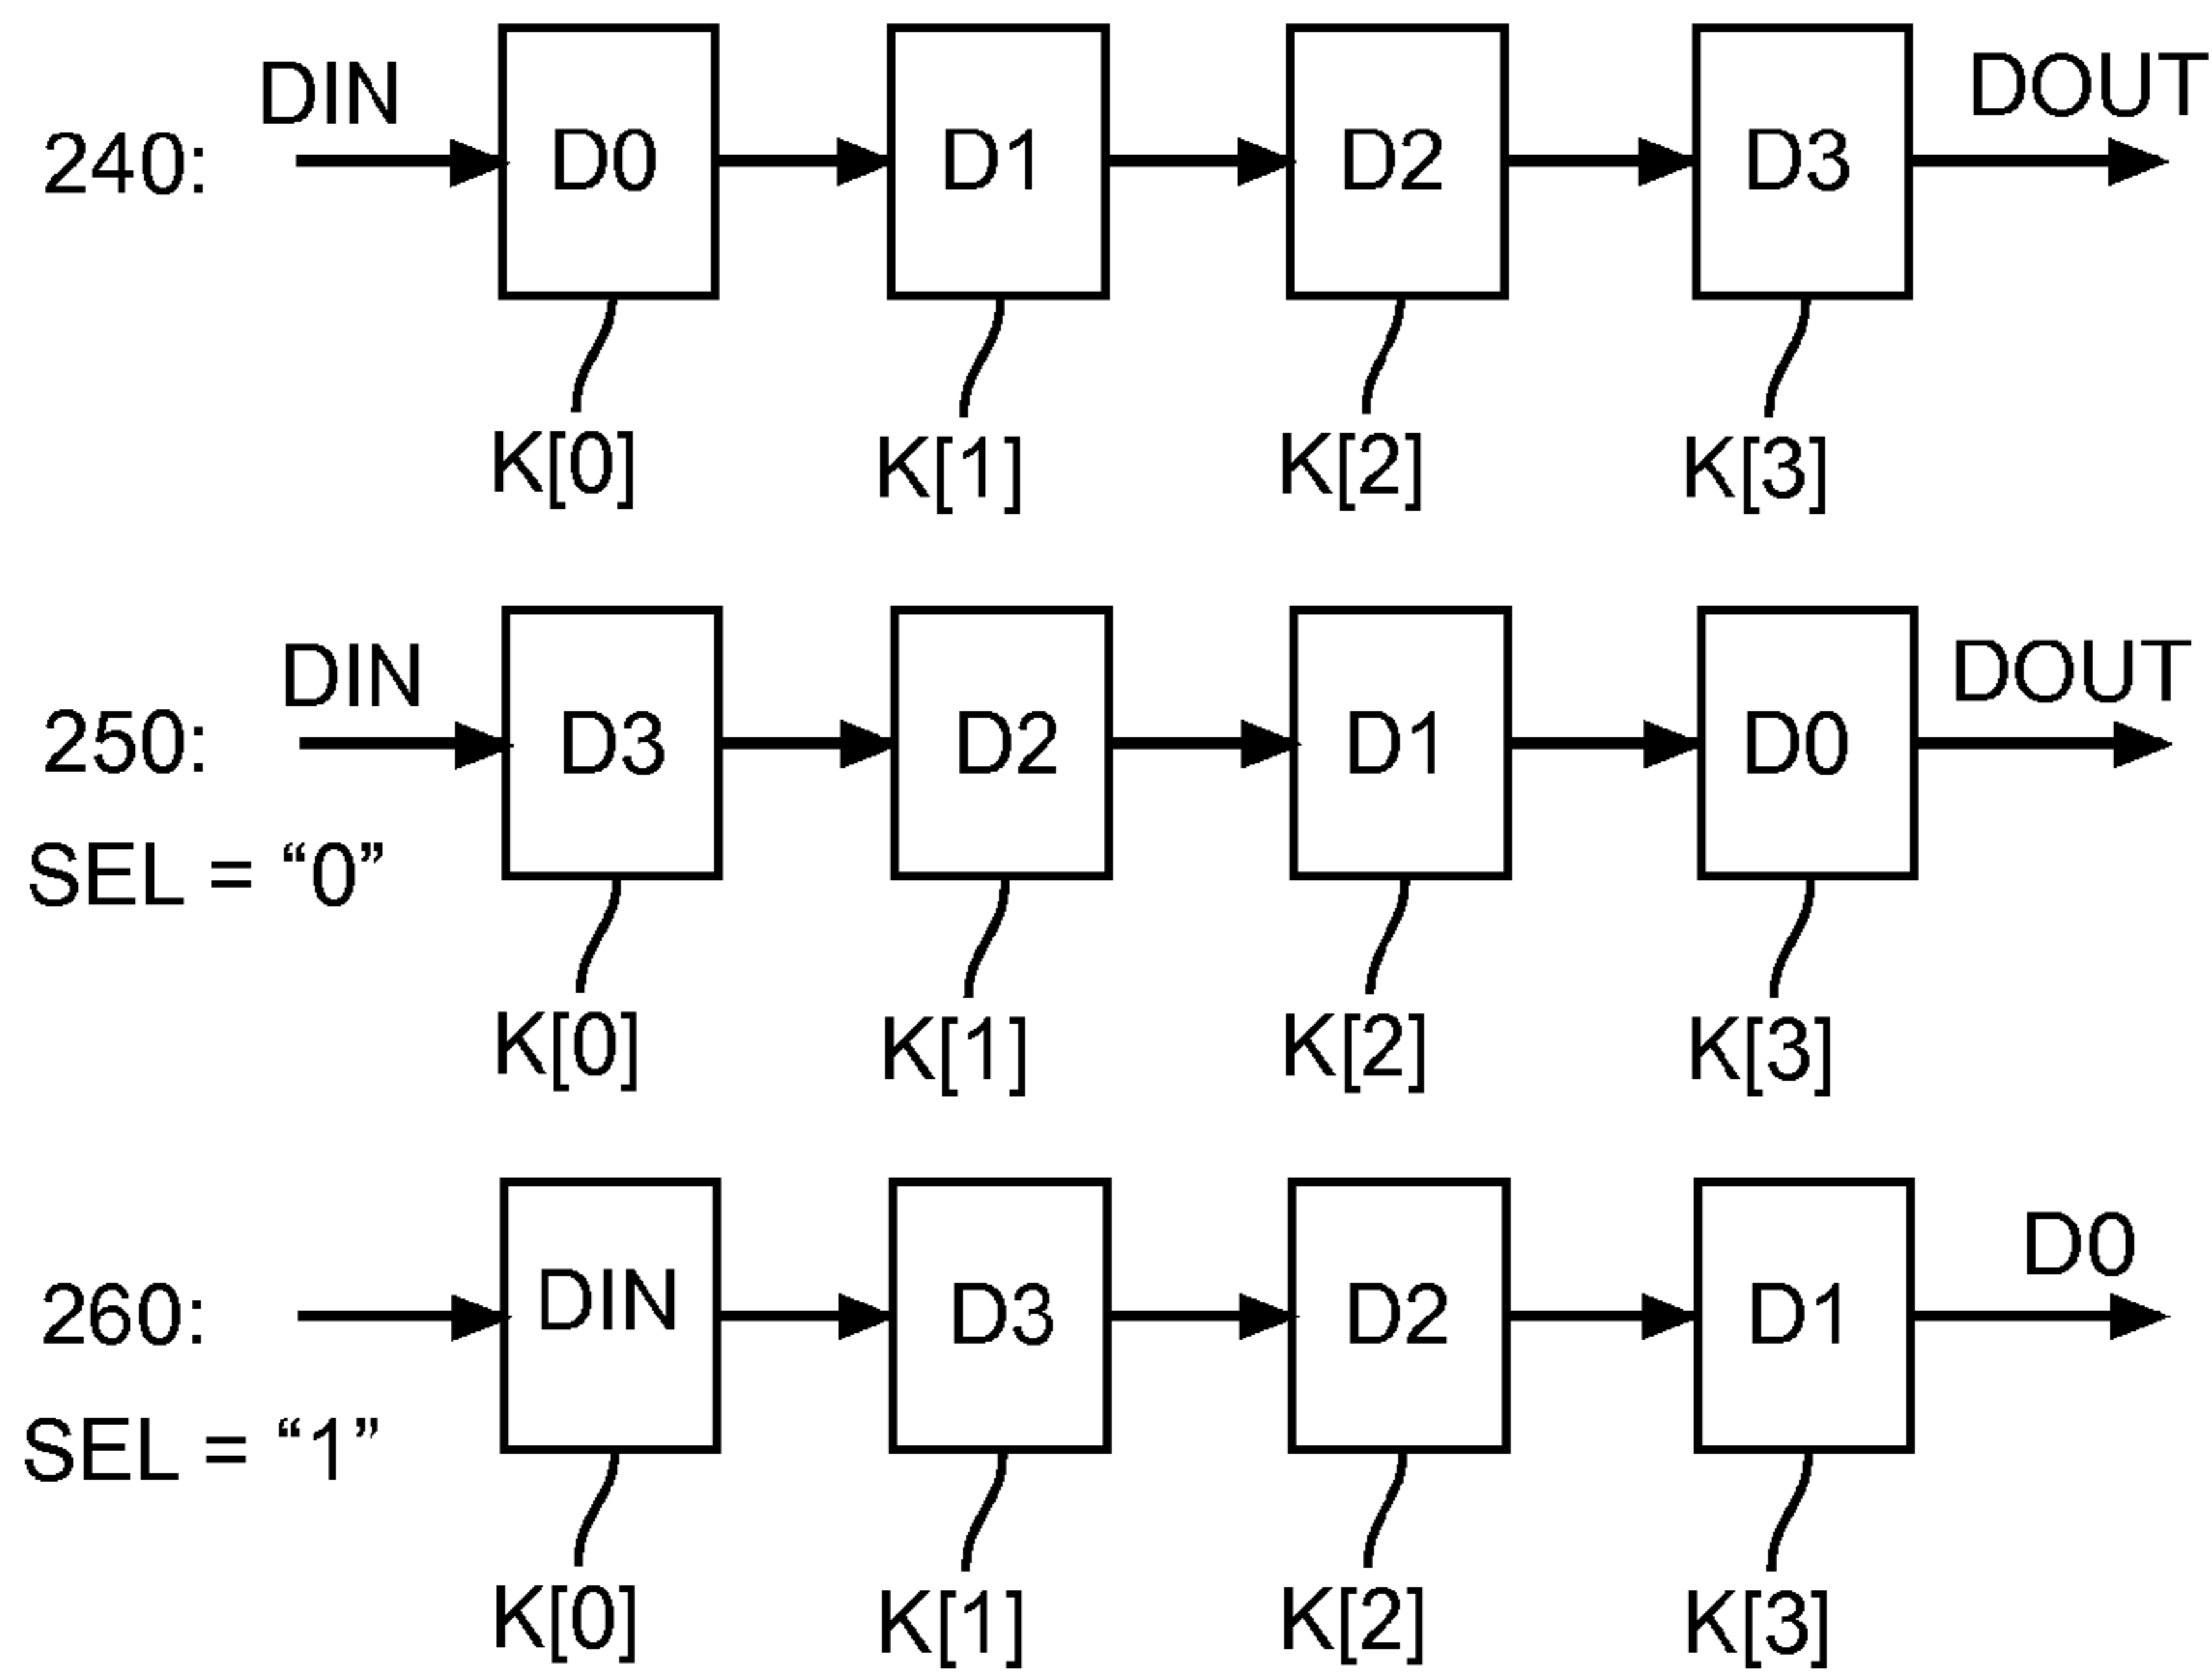 DIN DOUT
240: D0 D1 D2 D3
K[0] K[1] K[2] K[3]
DIN DOUT
250: D3 D2 D1 D0
SEL = “0”
K[0] K[1] K[2] K[3]
D0
260: DIN D3 D2 D1
SEL = “1”
K[0] K[1] K[2] K[3]